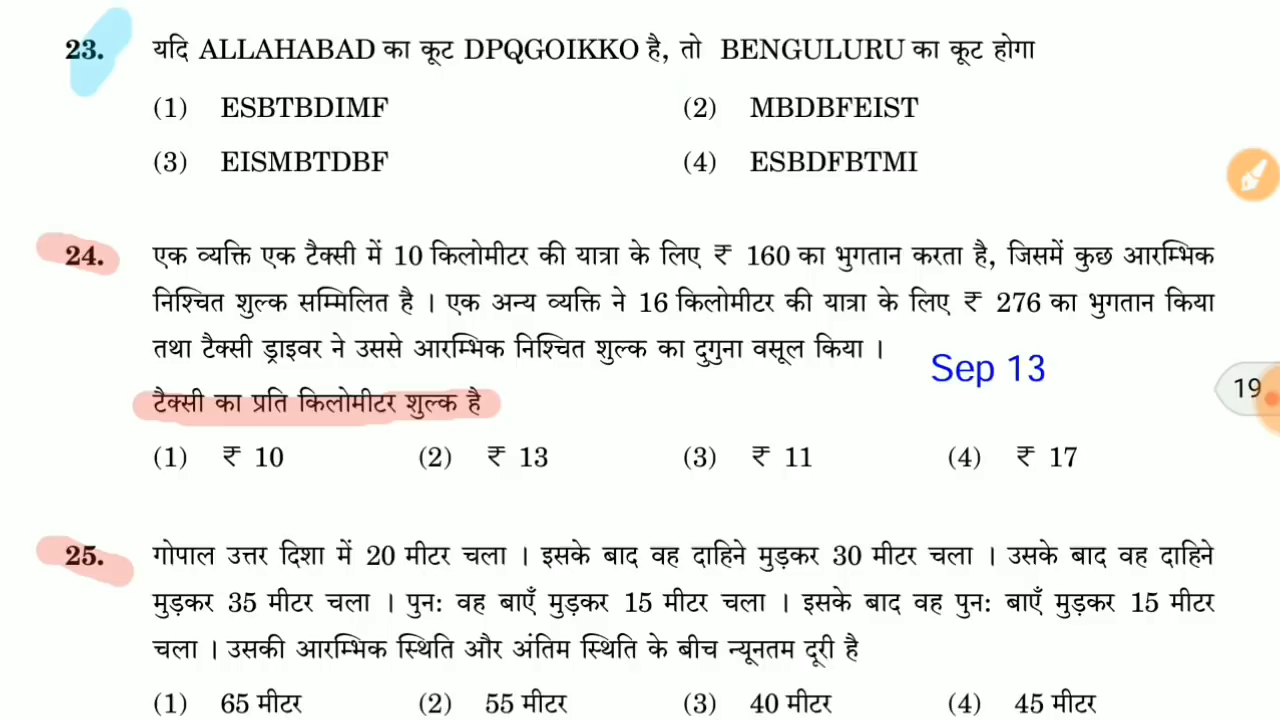 23. यदि ALLAHABAD का कूट DPQGOIKKO है, तो BENGULURU का कूट होगा
(1) ESBTBDIMF (2) MBDBFEIST
(3) EISMBTDBF (4) ESBDFBTMI
24. एक व्यक्ति एक टैक्सी में 10 किलोमीटर की यात्रा के लिए ₹ 160 का भुगतान करता है, जिसमें कुछ आरम्भिक
निश्चित शुल्क सम्मिलित है । एक अन्य व्यक्ति ने 16 किलोमीटर की यात्रा के लिए ₹ 276 का भुगतान किया
तथा टैक्सी ड्राइवर ने उससे आरम्भिक निश्चित शुल्क का दुगुना वसूल किया ।
Sep 13
19
टैक्सी का प्रति किलोमीटर शुल्क है
(1) ₹ 10 (2) ₹ 13 (3) ₹ 11 (4) ₹ 17
25. गोपाल उत्तर दिशा में 20 मीटर चला । इसके बाद वह दाहिने मुड़कर 30 मीटर चला । उसके बाद वह दाहिने
मुड़कर 35 मीटर चला । पुन: वह बाएँ मुड़कर 15 मीटर चला । इसके बाद वह पुन: बाएँ मुड़कर 15 मीटर
चला । उसकी आरम्भिक स्थिति और अंतिम स्थिति के बीच न्यूनतम दूरी है
(1) 65 मीटर (2) 55 मीटर (3) 40 मीटर (4) 45 मीटर